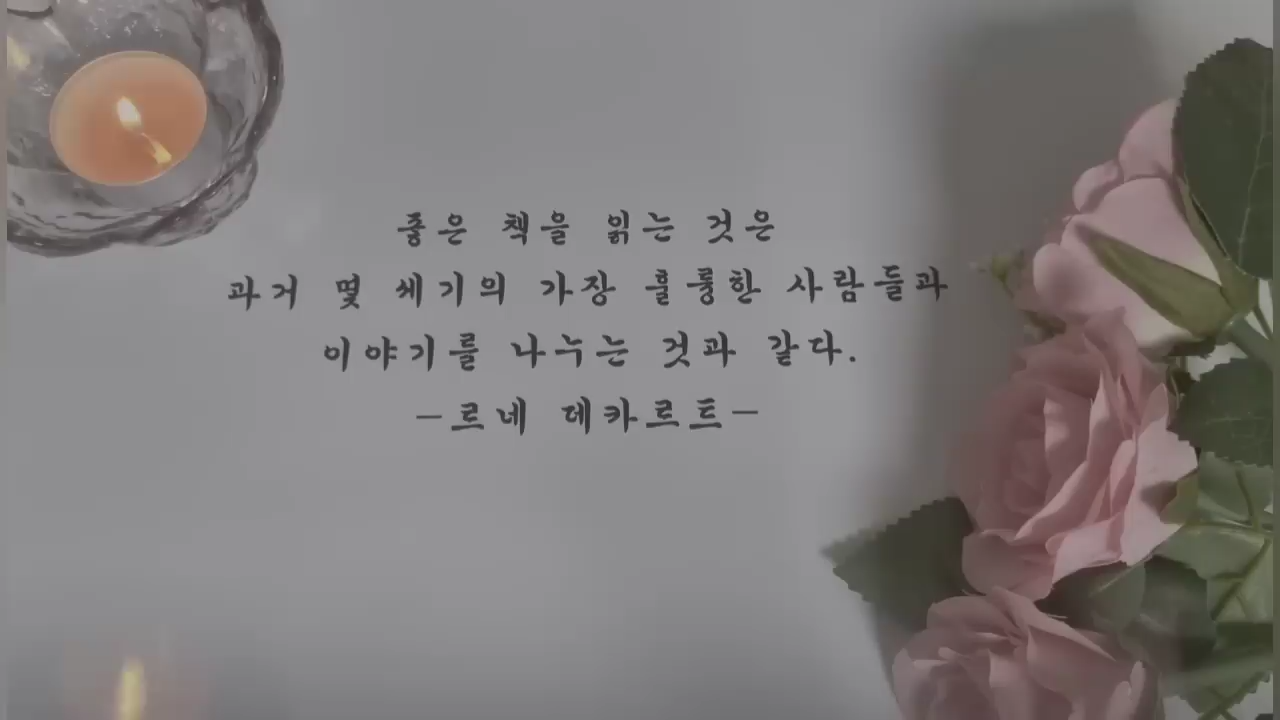 좋은 책을 읽는 것은
과거 몇 세기의 가장 훌륭한 사람들과
이야기를 나누는 것과 같다.
-르네 데카르트-